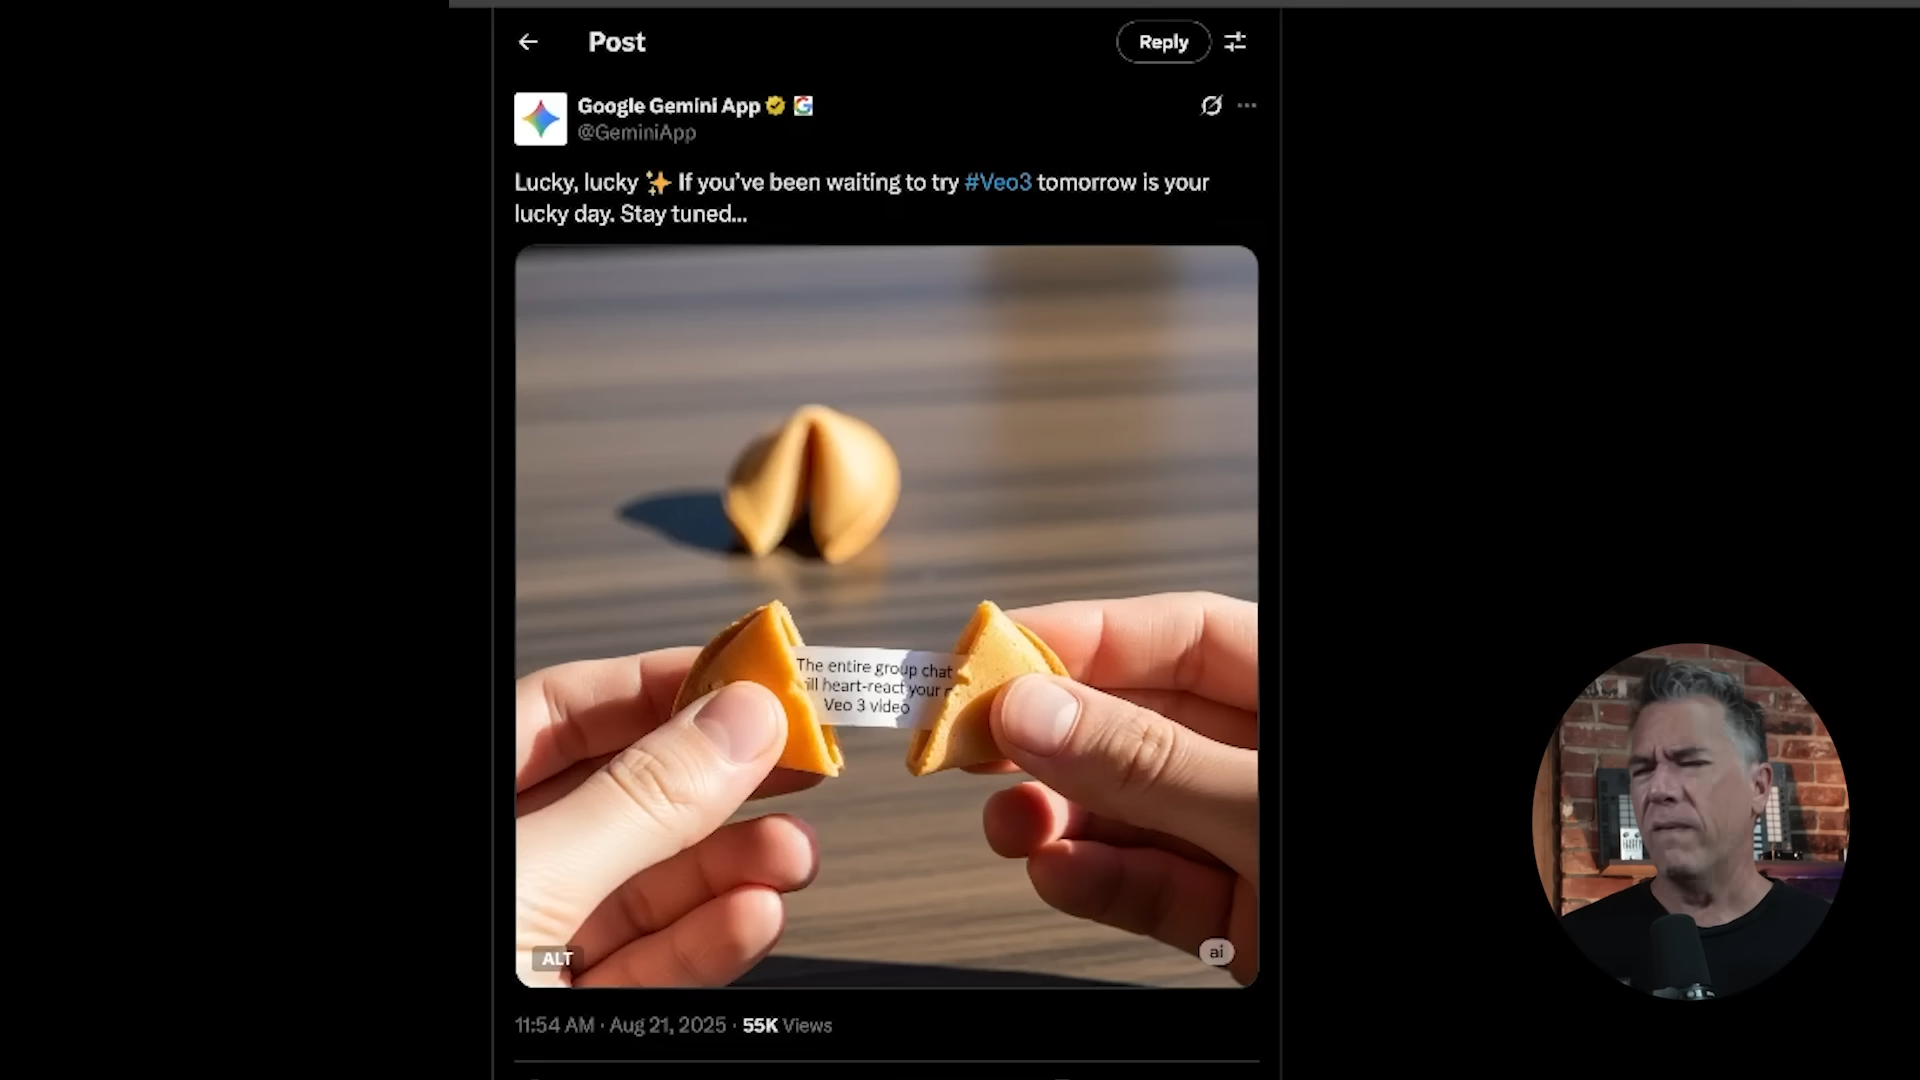 Post
Reply
Google Gemini App
@GeminiApp
Lucky, lucky ✨ If you've been waiting to try #Veo3 tomorrow is your
lucky day. Stay tuned...
The entire group chat
ill heart-react your
Veo 3 video
ALT
ai
11:54 AM · Aug 21, 2025 · 55K Views